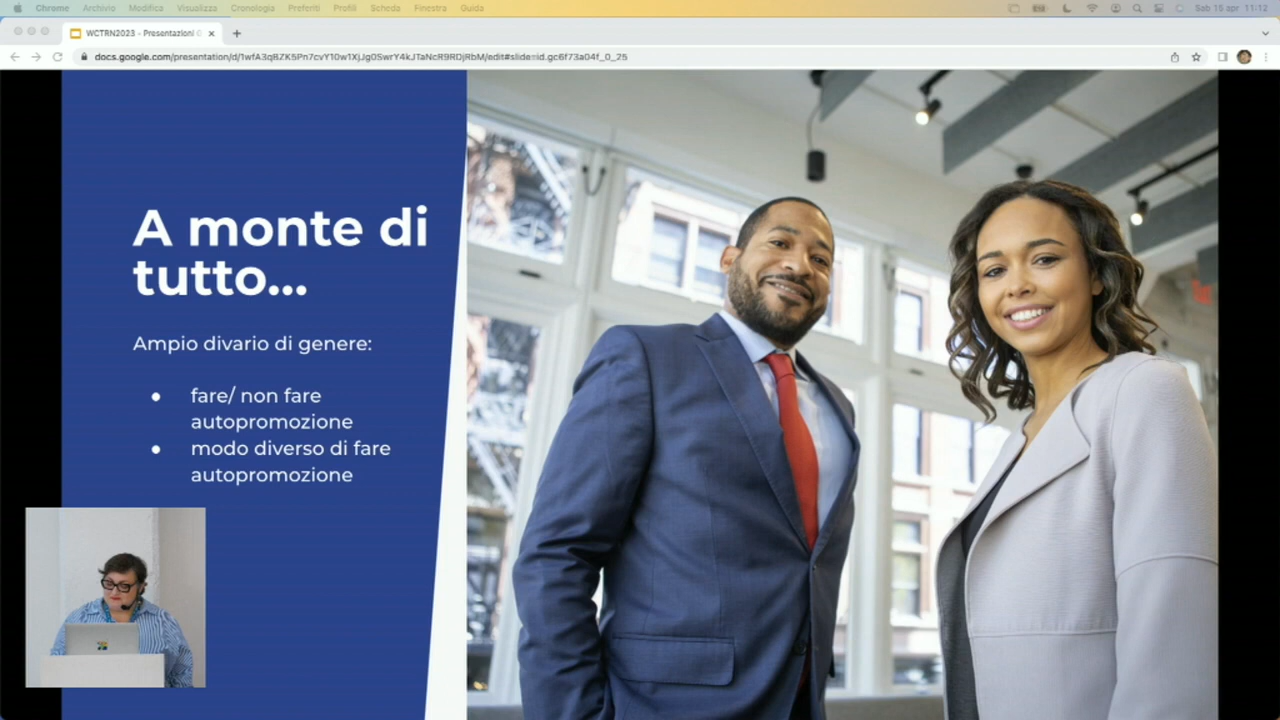 Chrome Archivio Modifica Visualizza Cronologia Preferiti Profili Scheda Finestra Guida Sab 15 apr 11:12
WCTRN2023 - Presentazioni G
docs.google.com/presentation/d/1wfA3qBZK5Pn7cvY10w1XjJg0SwrY4kJTaNcR9RDjRbM/edit#slide=id.gc6f73a04f_0_25
A monte di
tutto...
Ampio divario di genere:
● fare/ non fare
autopromozione
● modo diverso di fare
autopromozione